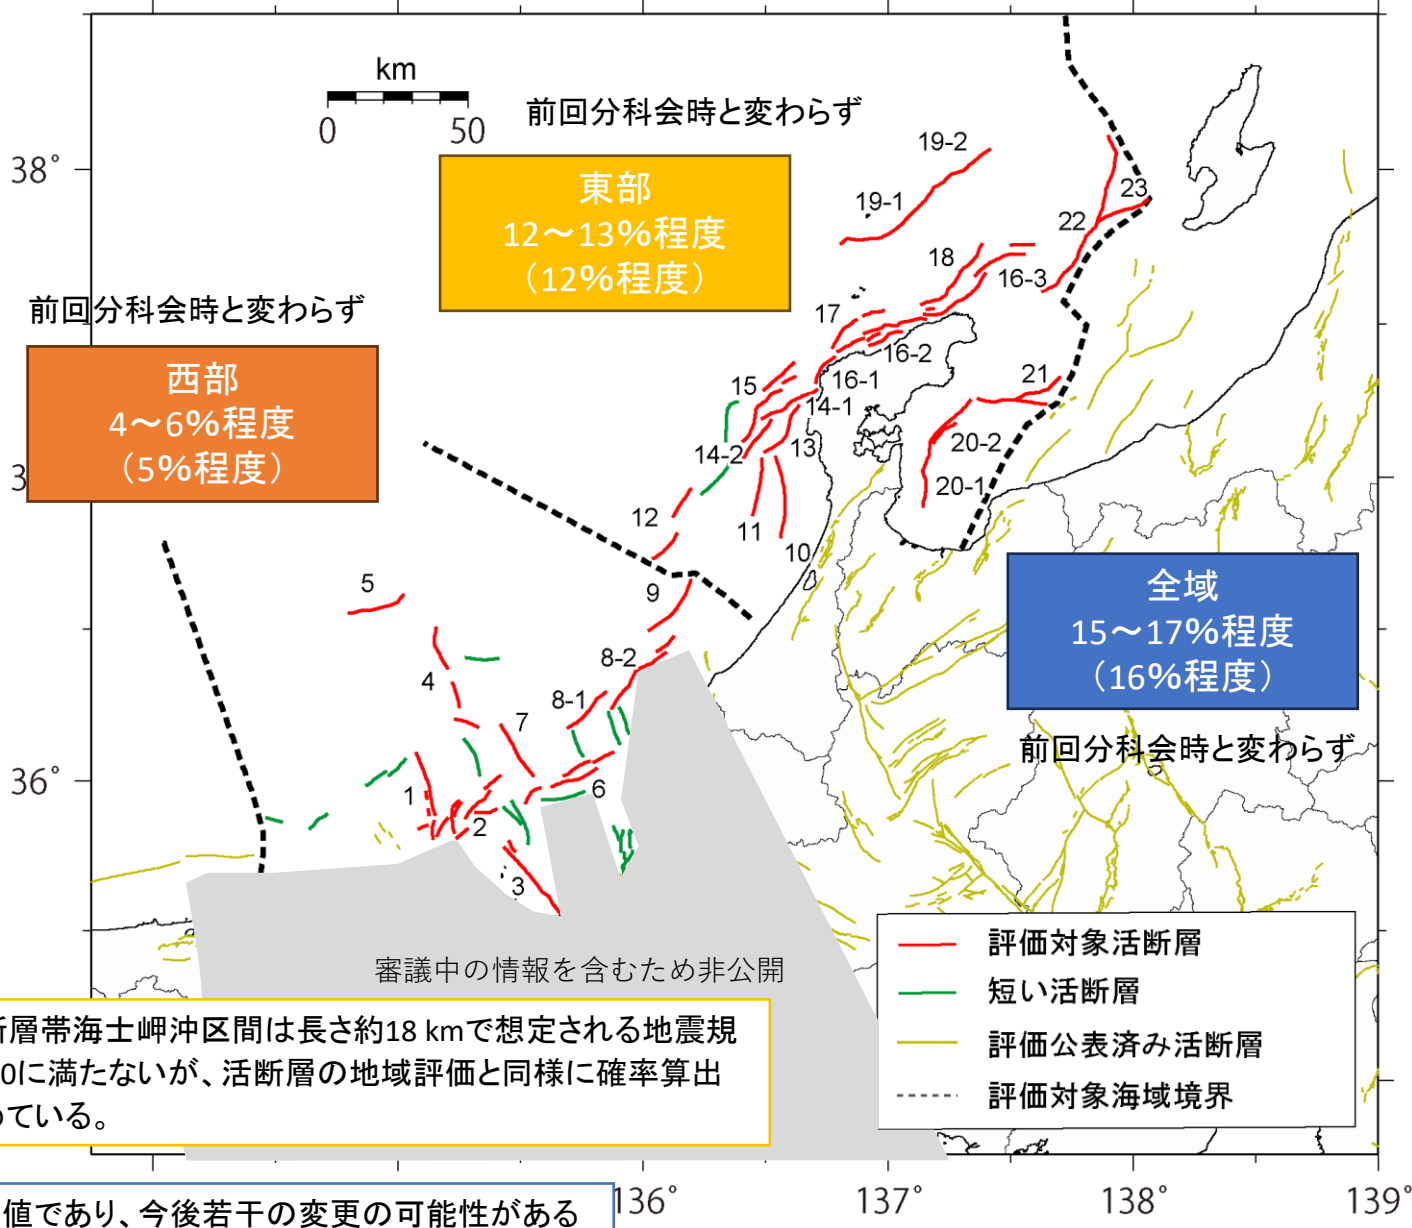 km
0 50
前回分科会時と変わらず
38°
東部
12～13%程度
（12%程度）
19-2
19-1
23
22
18
16-3
17
16-2
前回分科会時と変わらず
西部
4～6%程度
（5%程度）
3
15
16-1
14-1
21
13
14-2
20-2
20-1
12
11
10
5
9
全域
15～17%程度
（16%程度）
前回分科会時と変わらず
8-2
4
8-1
7
36°
6
1
2
3
審議中の情報を含むため非公開
評価対象活断層
短い活断層
評価公表済み活断層
評価対象海域境界
断層帯海士岬沖区間は長さ約18 kmで想定される地震規
0に満たないが、活断層の地域評価と同様に確率算出
っている。
値であり、今後若干の変更の可能性がある
136°
137°
138°
139°